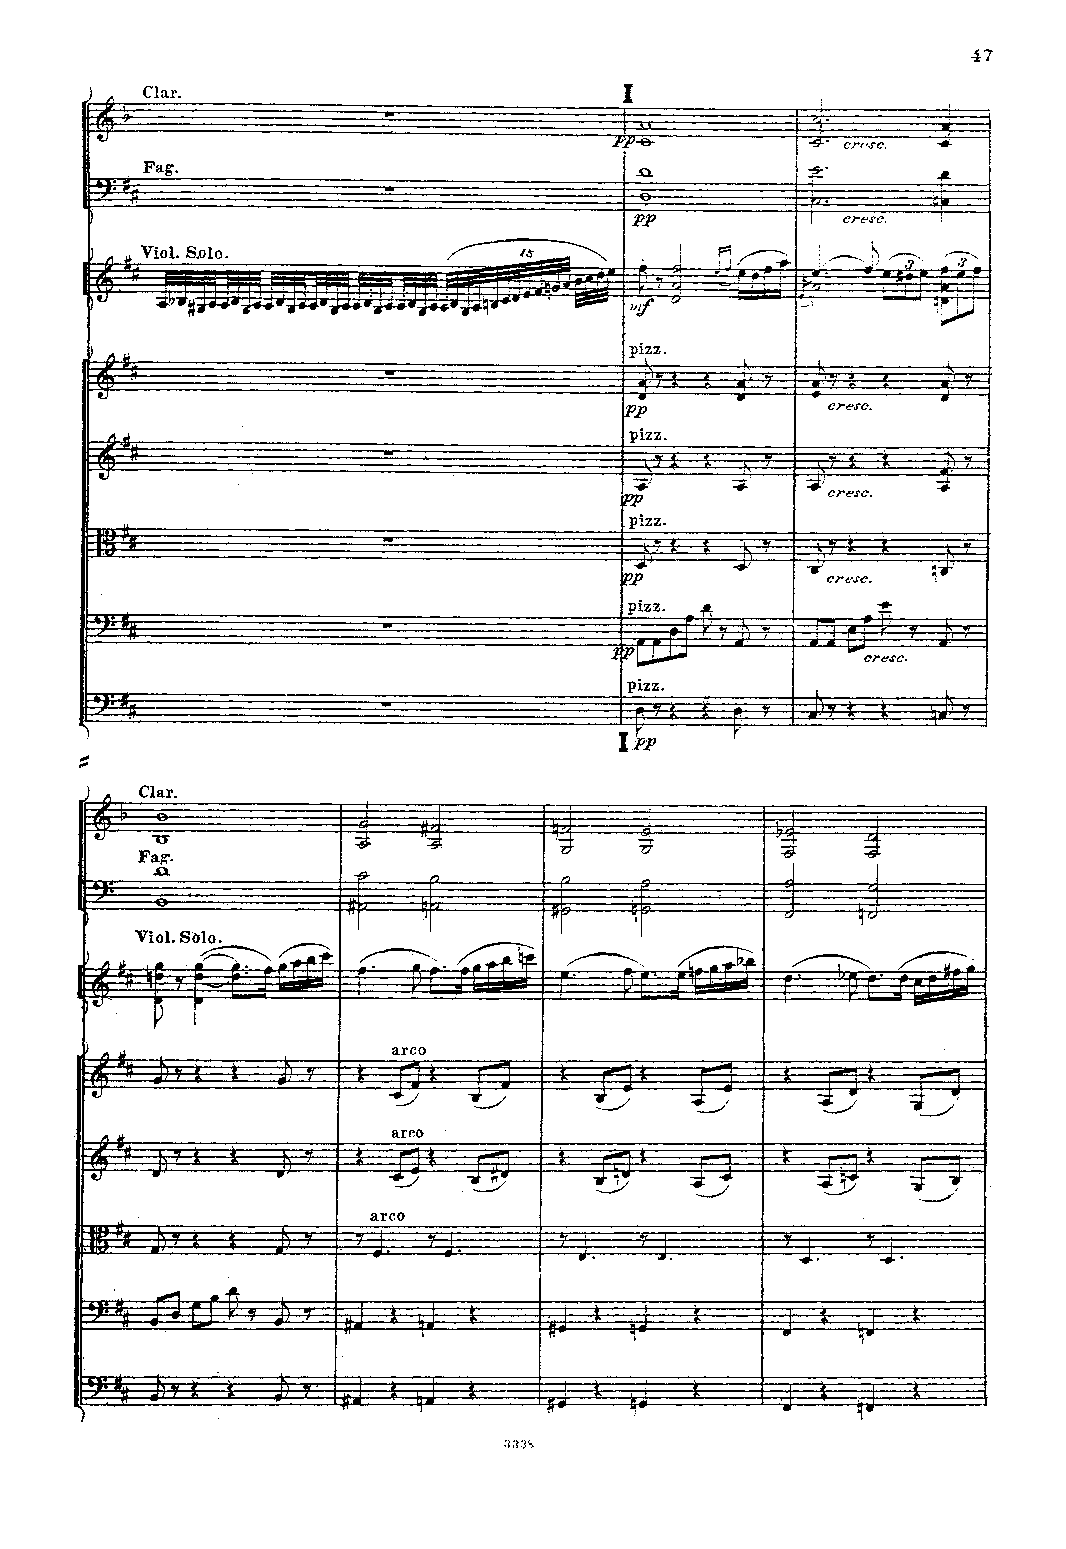 47
Clar.
I
pp cresc.
Fag.
pp cresc.
Viol. Solo.
15
3 3
mf
pizz.
pp cresc.
pizz.
pp cresc.
pizz.
pp cresc.
pizz.
pp cresc.
pizz.
I pp
Clar.
Fag.
Viol. Solo.
arco
arco
arco
3338